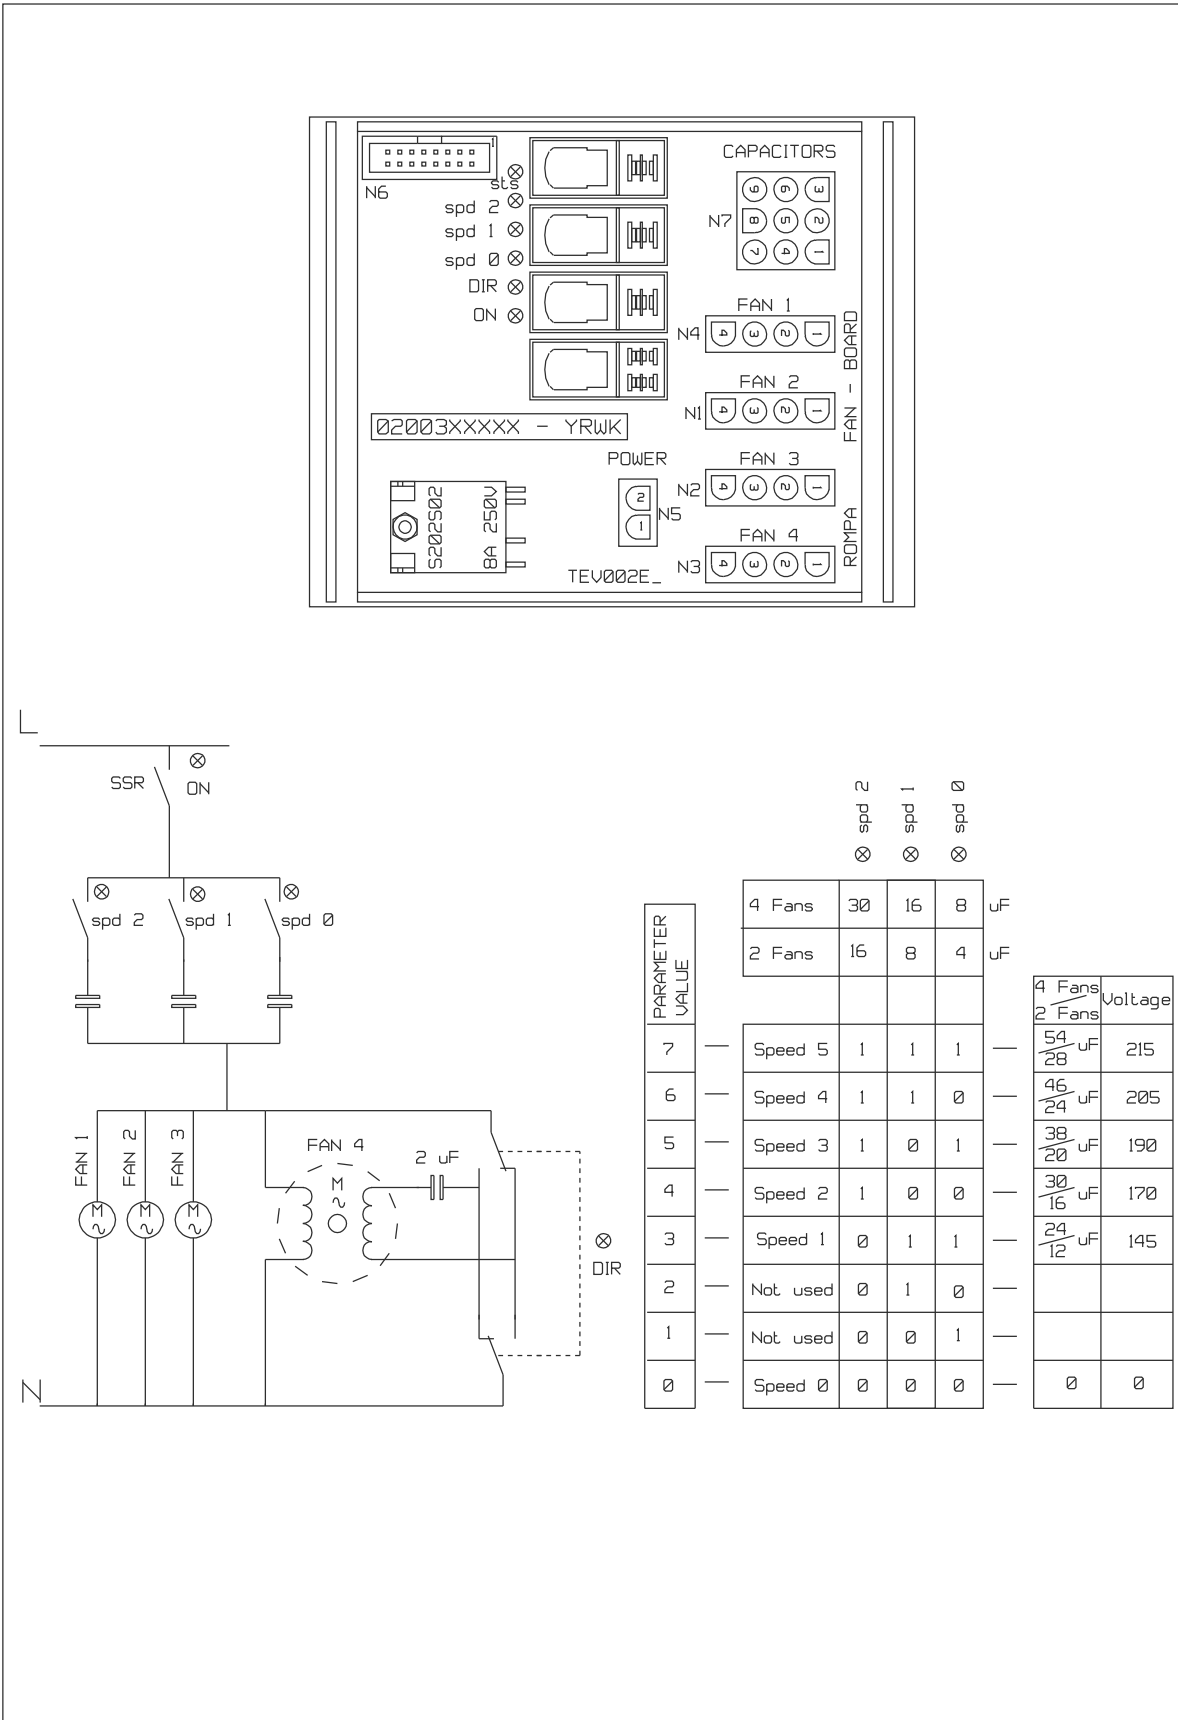 1
N6
sts
spd 2
spd 1
spd 0
DIR
ON
CAPACITORS
N7
9 6 3
8 5 2
7 4 1
FAN 1
N4
4 3 2 1
FAN 2
N1
4 3 2 1
FAN 3
N2
4 3 2 1
FAN 4
N3
4 3 2 1
ROMPA FAN - BOARD
02003XXXXX - YRWK
POWER
2
1
N5
S202S02
8A 250V
TEV002E_
L
SSR
ON
spd 2
spd 1
spd 0
FAN 1
FAN 2
FAN 3
M
M
M
FAN 4
M
2 uF
DIR
N
spd 2
spd 1
spd 0
4 Fans 30 16 8 uF
2 Fans 16 8 4 uF
PARAMETER
VALUE
4 Fans
2 Fans
Voltage
7 — Speed 5 1 1 1 — 54/28 uF 215
6 — Speed 4 1 1 0 — 46/24 uF 205
5 — Speed 3 1 0 1 — 38/20 uF 190
4 — Speed 2 1 0 0 — 30/16 uF 170
3 — Speed 1 0 1 1 — 24/12 uF 145
2 — Not used 0 1 0 —
1 — Not used 0 0 1 —
0 — Speed 0 0 0 0 — 0 0